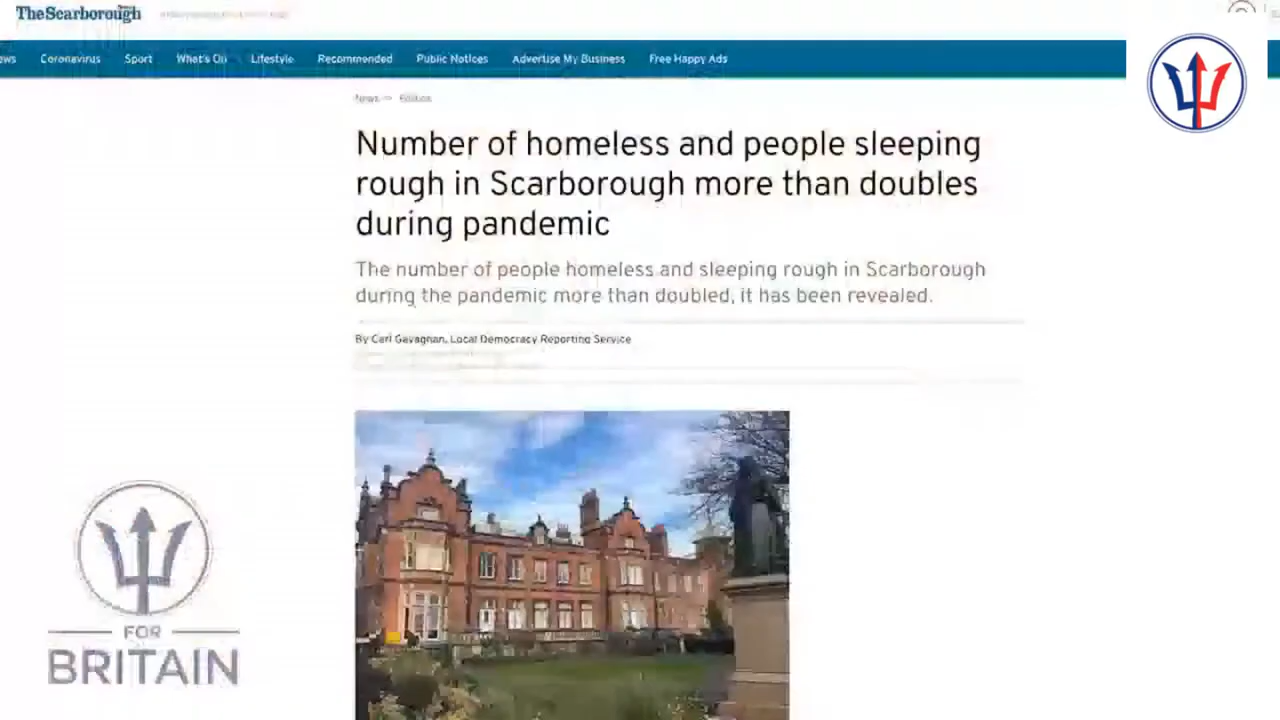 TheScarborough
Coronavirus Sport What's On Lifestyle Recommended Public Notices Advertise My Business Free Happy Ads
News Politics
Number of homeless and people sleeping
rough in Scarborough more than doubles
during pandemic
The number of people homeless and sleeping rough in Scarborough
during the pandemic more than doubled, it has been revealed.
By Carl Gavaghan, Local Democracy Reporting Service
FOR
BRITAIN